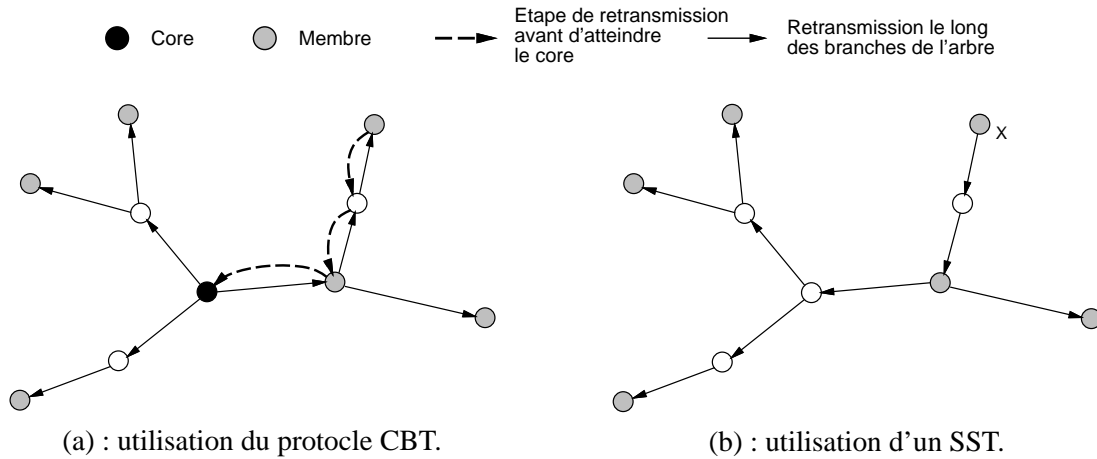 Core
Membre
Etape de retransmission
avant d'atteindre
le core
Retransmission le long
des branches de l'arbre
X
(a) : utilisation du protocle CBT.
(b) : utilisation d'un SST.